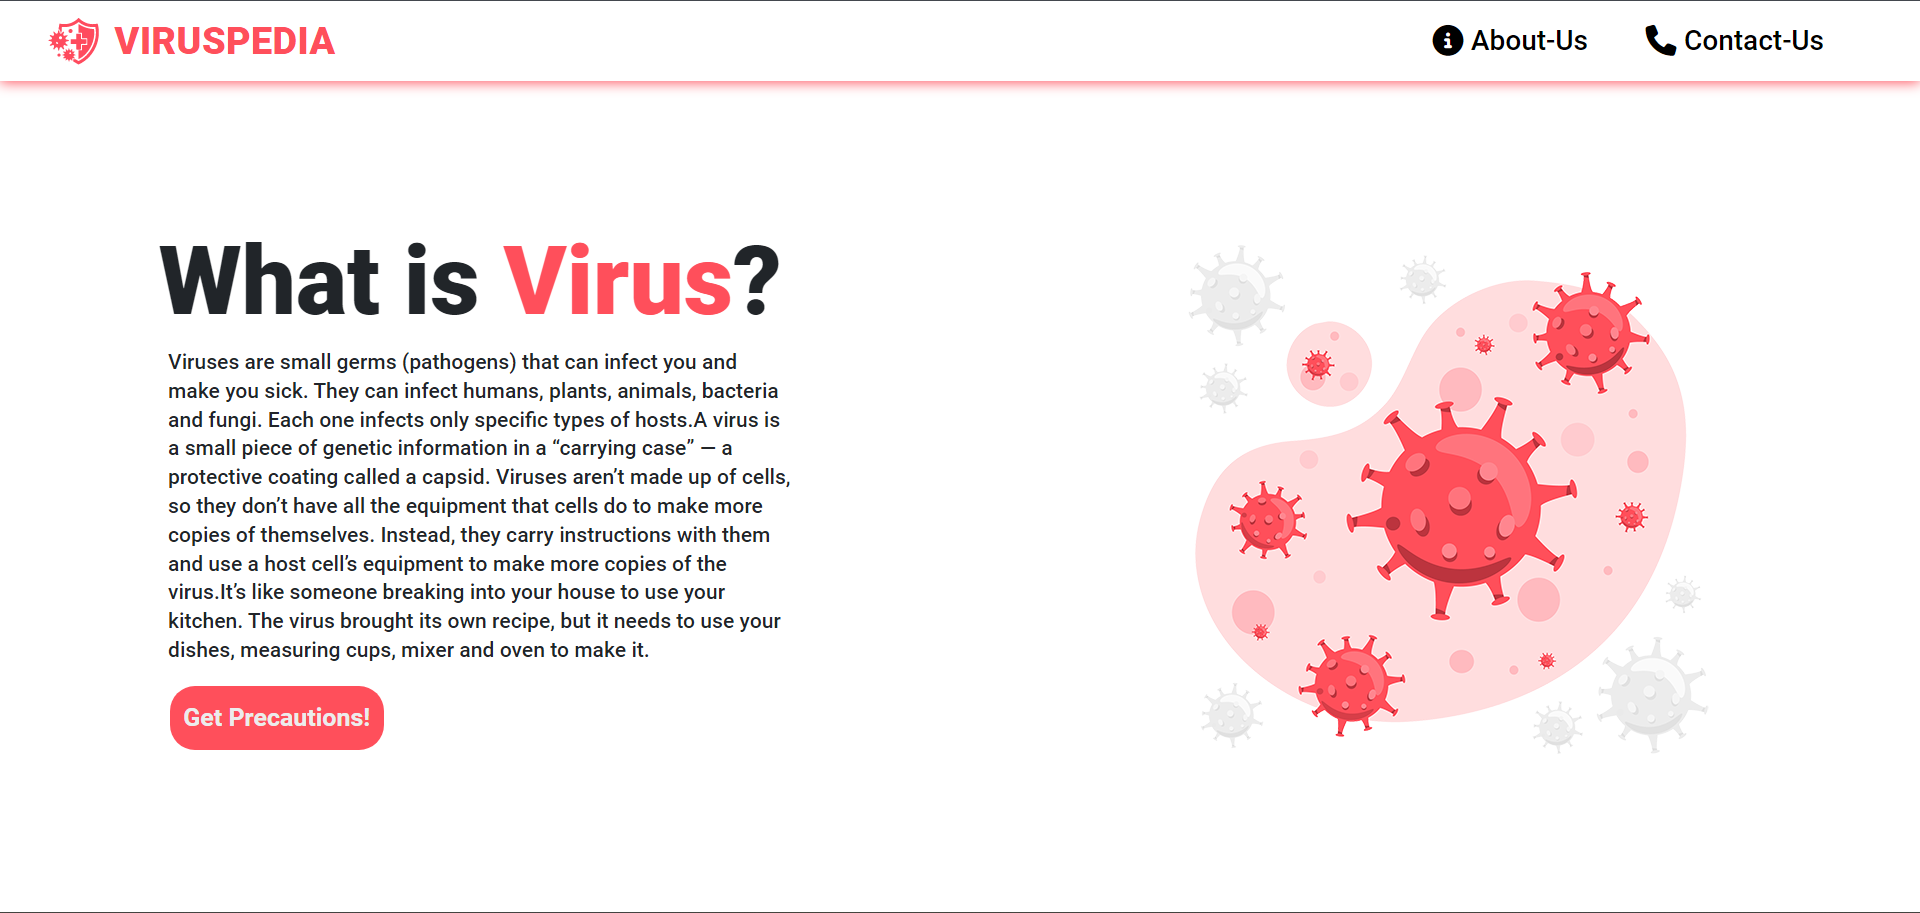 VIRUSPEDIA
About-Us
Contact-Us
What is Virus?
Viruses are small germs (pathogens) that can infect you and
make you sick. They can infect humans, plants, animals, bacteria
and fungi. Each one infects only specific types of hosts.A virus is
a small piece of genetic information in a “carrying case” — a
protective coating called a capsid. Viruses aren’t made up of cells,
so they don’t have all the equipment that cells do to make more
copies of themselves. Instead, they carry instructions with them
and use a host cell’s equipment to make more copies of the
virus.It’s like someone breaking into your house to use your
kitchen. The virus brought its own recipe, but it needs to use your
dishes, measuring cups, mixer and oven to make it.
Get Precautions!